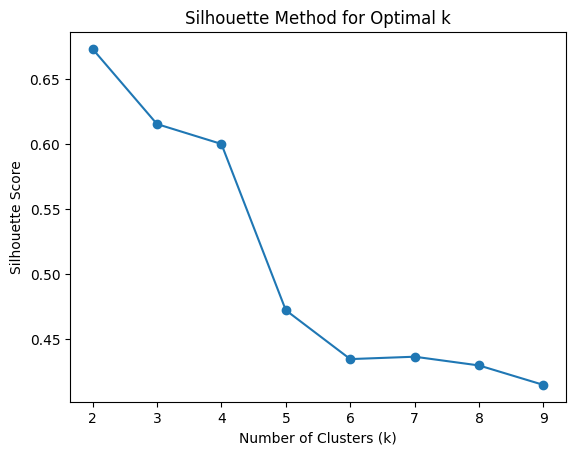 Silhouette Method for Optimal k
Silhouette Score
0.65
0.60
0.55
0.50
0.45
2 3 4 5 6 7 8 9
Number of Clusters (k)